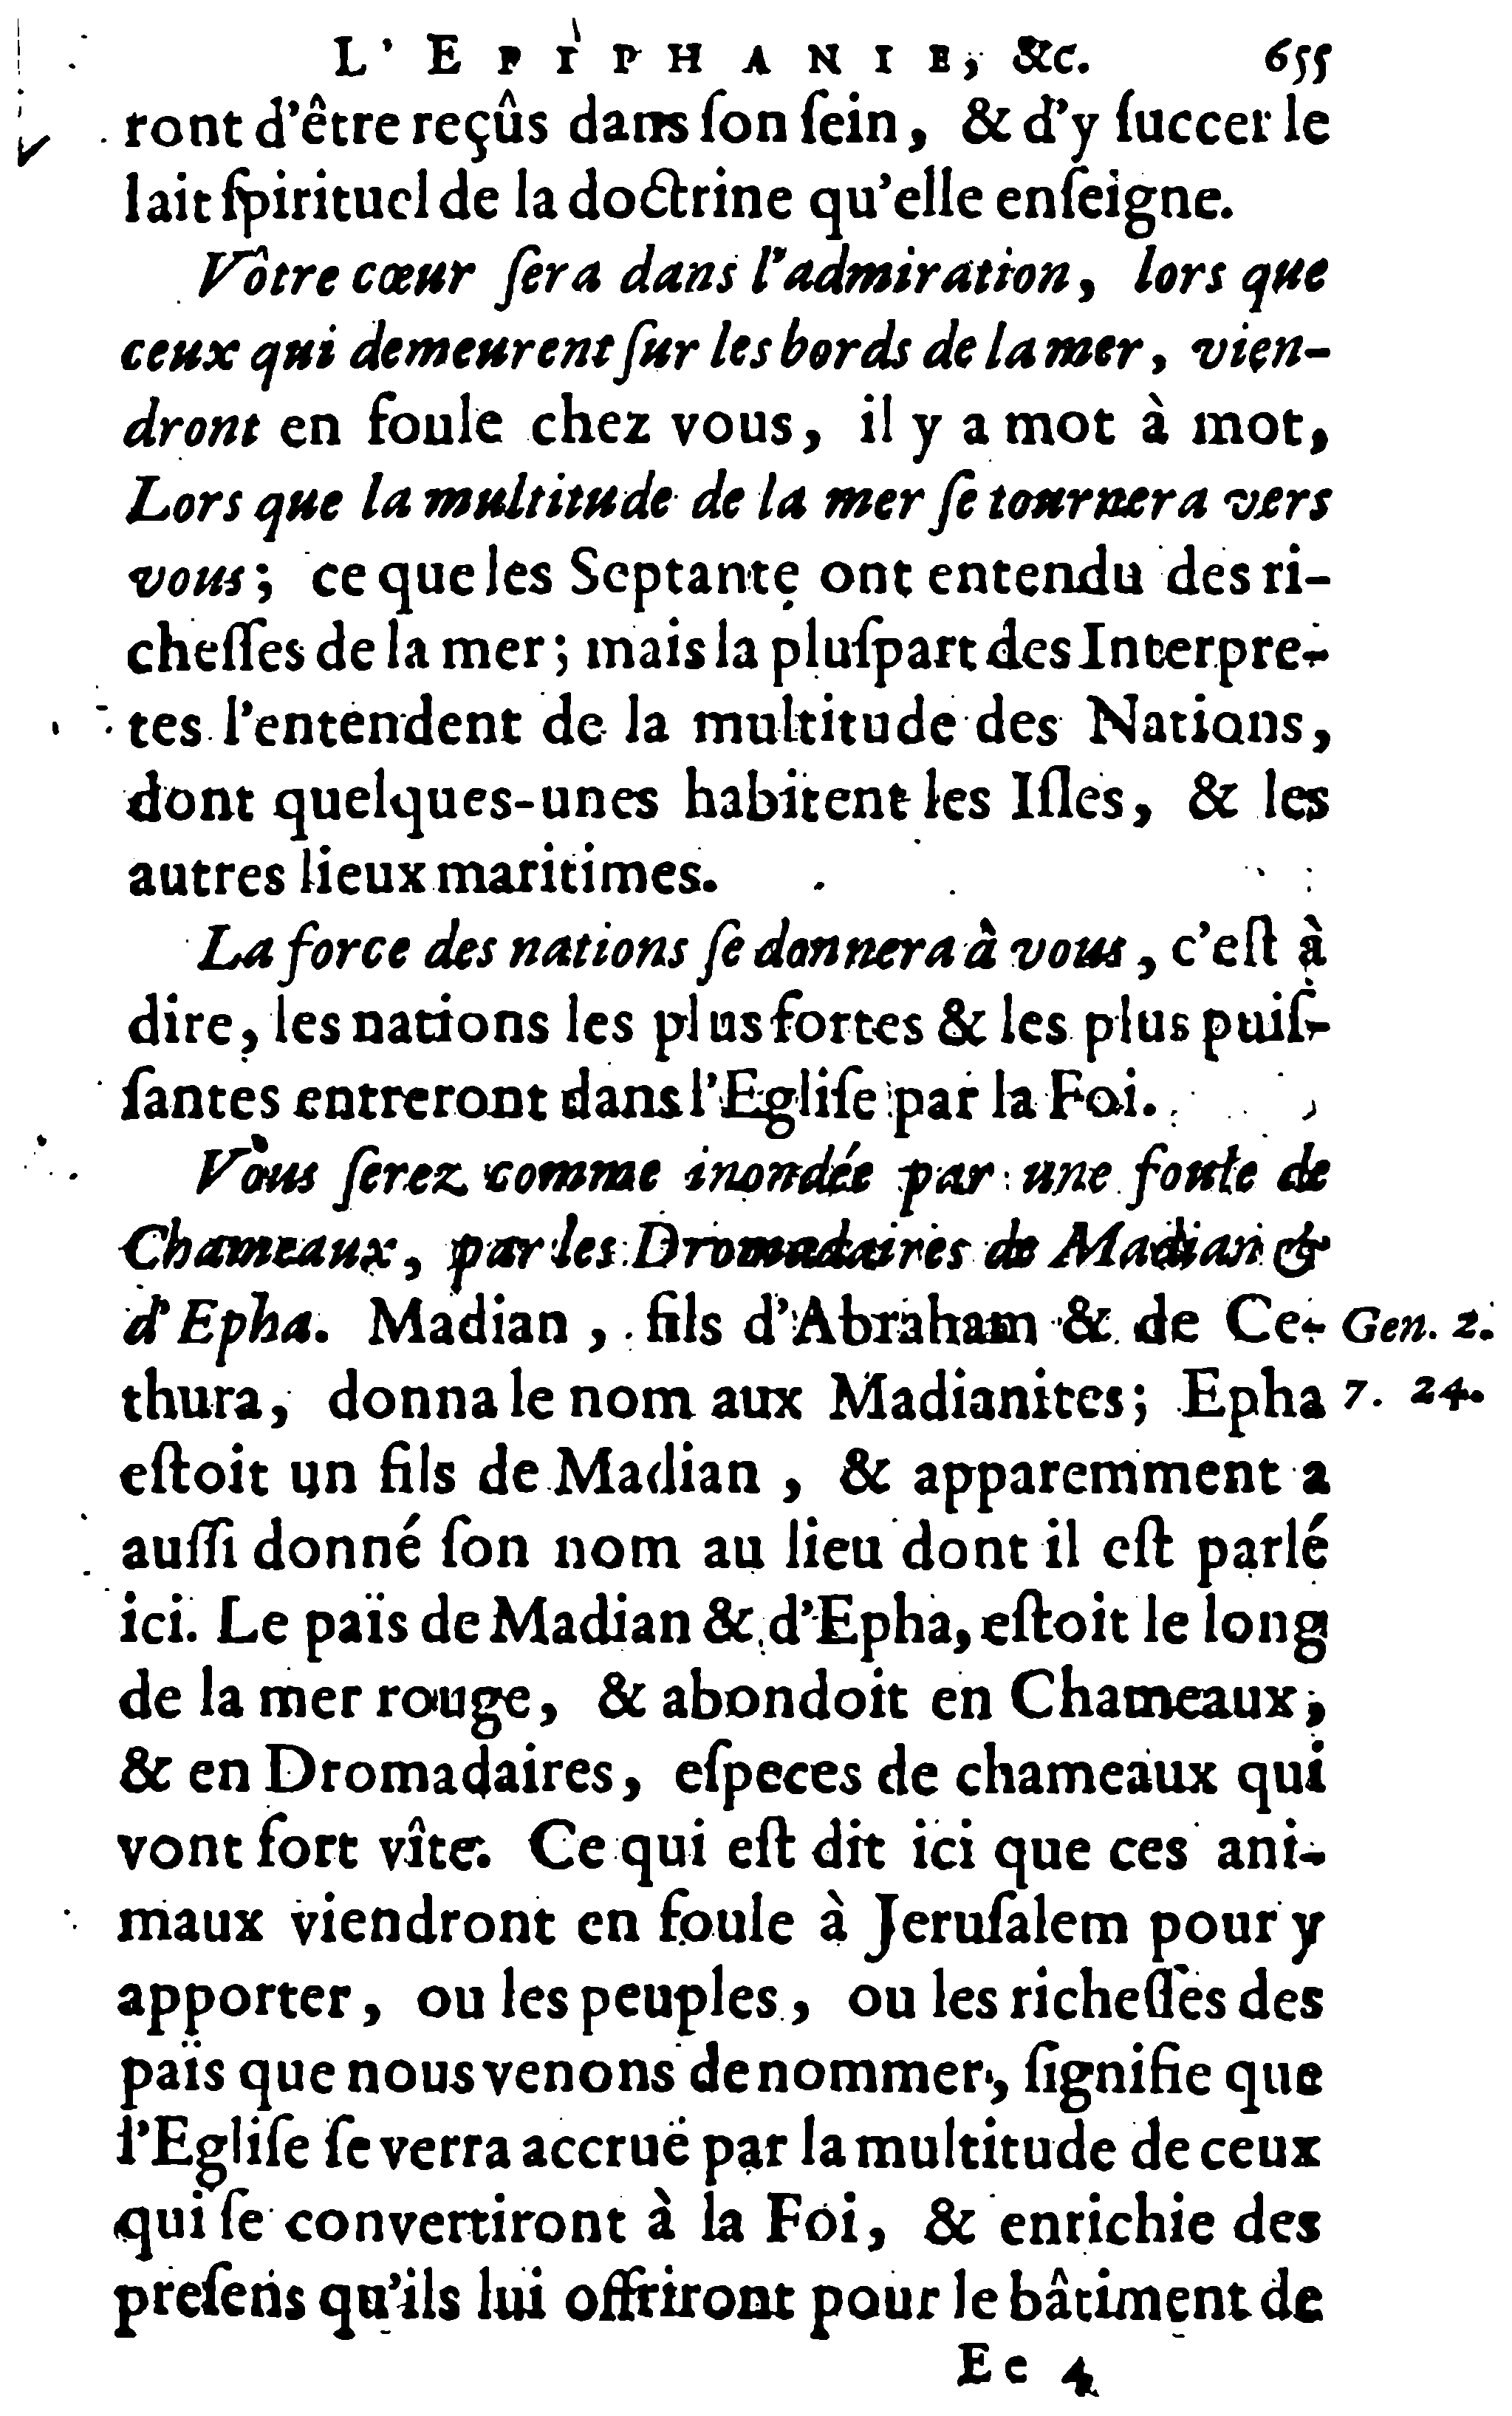 L'EPIPHANIE, &c. 655
ront d'être reçûs dans ſon ſein, & d'y ſuccer le
lait ſpirituel de la doctrine qu'elle enſeigne.
Vôtre cœur ſera dans l'admiration, lors que
ceux qui demeurent ſur les bords de la mer, vien-
dront en foule chez vous, il y a mot à mot,
Lors que la multitude de la mer ſe tournera vers
vous; ce que les Septante ont entendu des ri-
cheſſes de la mer; mais la pluſpart des Interpre-
tes l'entendent de la multitude des Nations,
dont quelques-unes habitent les Iſles, & les
autres lieux maritimes.
La force des nations ſe donnera à vous, c'eſt à
dire, les nations les plus fortes & les plus puiſ-
ſantes entreront dans l'Egliſe par la Foi.
Vous ſerez comme inondée par une foule de
Chameaux, par les Dromadaires de Madian &
d'Epha. Madian, fils d'Abraham & de Ce- Gen. 2.
thura, donna le nom aux Madianites; Epha 7. 24.
eſtoit un fils de Madian, & apparemment a
auſſi donné ſon nom au lieu dont il eſt parlé
ici. Le païs de Madian & d'Epha, eſtoit le long
de la mer rouge, & abondoit en Chameaux,
& en Dromadaires, eſpeces de chameaux qui
vont fort vîte. Ce qui eſt dit ici que ces ani-
maux viendront en foule à Jeruſalem pour y
apporter, ou les peuples, ou les richeſſes des
païs que nous venons de nommer, ſignifie que
l'Egliſe ſe verra accruë par la multitude de ceux
qui ſe convertiront à la Foi, & enrichie des
preſens qu'ils lui offriront pour le bâtiment de
Ee 4